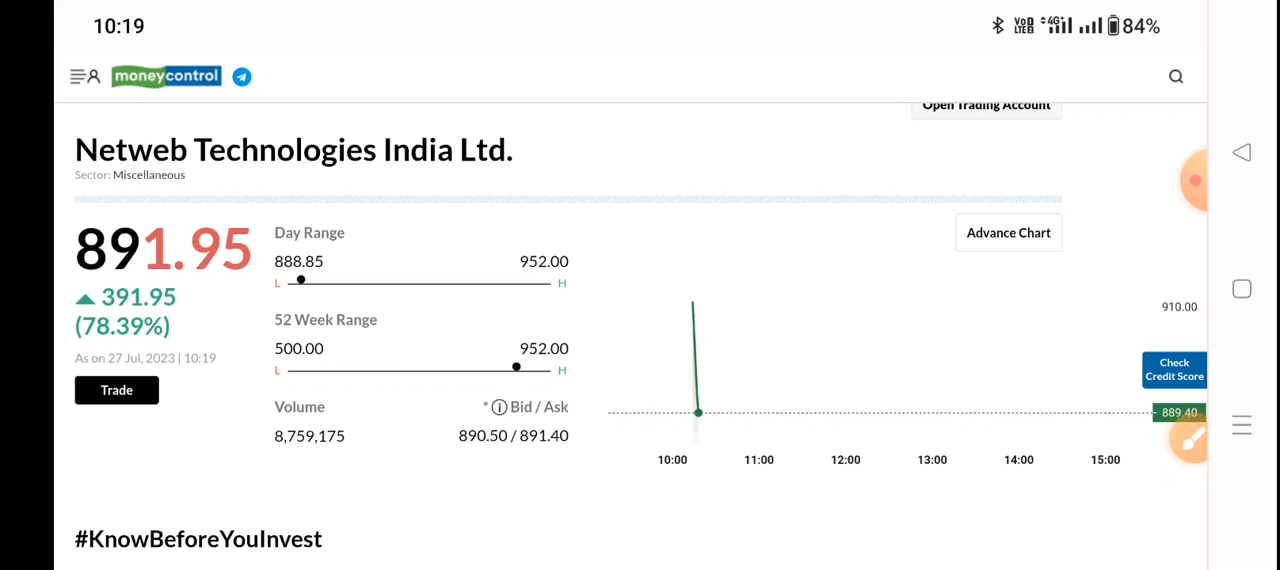 10:19
VoD LTE2 4G+ 84%
moneycontrol
Open Trading Account
Netweb Technologies India Ltd.
Sector: Miscellaneous
891.95
391.95
(78.39%)
As on 27 Jul, 2023 | 10:19
Trade
Day Range
888.85 952.00
L H
52 Week Range
500.00 952.00
L H
Volume * i Bid / Ask
8,759,175 890.50 / 891.40
Advance Chart
910.00
Check
Credit Score
889.40
10:00 11:00 12:00 13:00 14:00 15:00
#KnowBeforeYouInvest